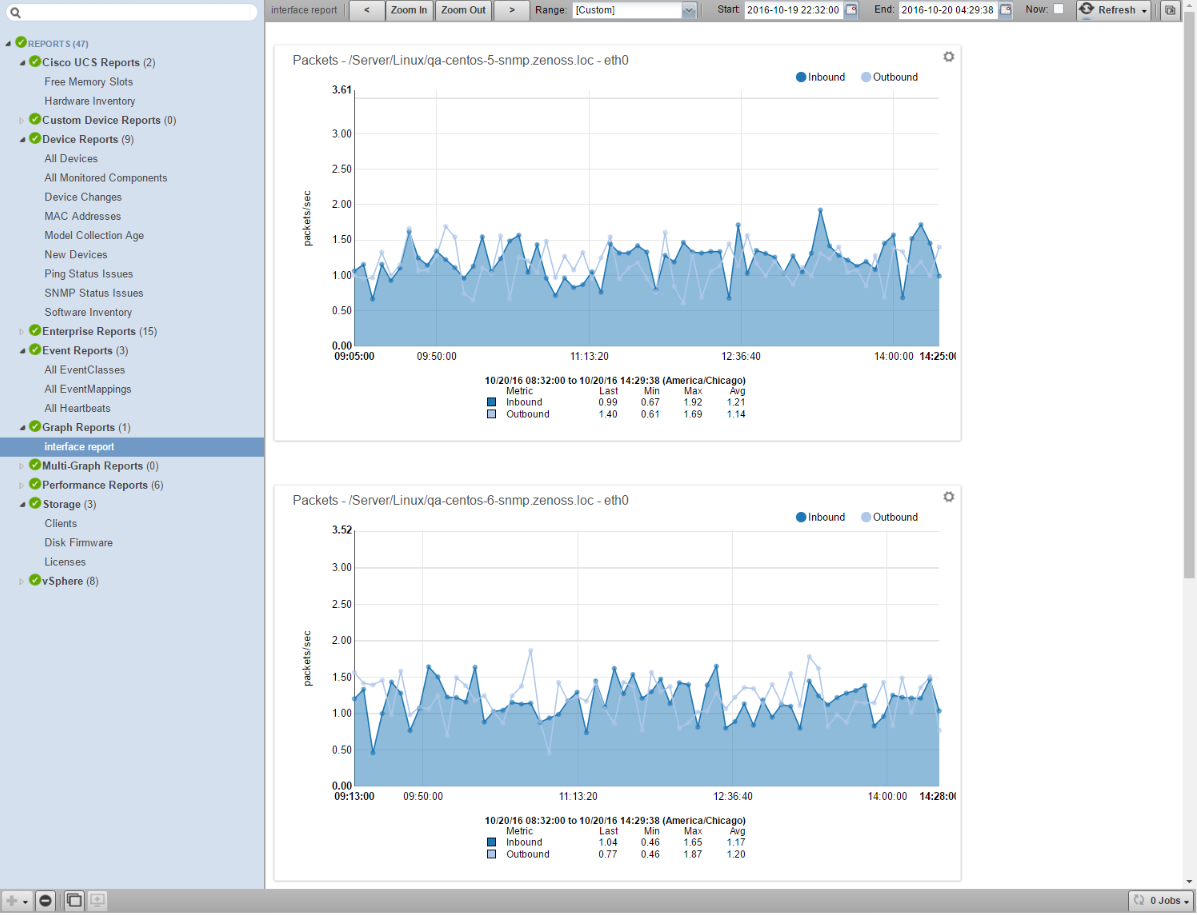 interface report < Zoom In Zoom Out > Range: [Custom] Start: 2016-10-19 22:32:00 End: 2016-10-20 04:29:38 Now: Refresh
REPORTS (47)
Cisco UCS Reports (2)
Free Memory Slots
Hardware Inventory
Custom Device Reports (0)
Device Reports (9)
All Devices
All Monitored Components
Device Changes
MAC Addresses
Model Collection Age
New Devices
Ping Status Issues
SNMP Status Issues
Software Inventory
Enterprise Reports (15)
Event Reports (3)
All EventClasses
All EventMappings
All Heartbeats
Graph Reports (1)
interface report
Multi-Graph Reports (0)
Performance Reports (6)
Storage (3)
Clients
Disk Firmware
Licenses
vSphere (8)
Packets - /Server/Linux/qa-centos-5-snmp.zenoss.loc - eth0
Inbound Outbound
3.61
3.00
2.50
2.00
1.50
1.00
0.50
0.00
packets/sec
09:05:00 09:50:00 11:13:20 12:36:40 14:00:00 14:25:00
10/20/16 08:32:00 to 10/20/16 14:29:38 (America/Chicago)
Metric Last Min Max Avg
Inbound 0.99 0.67 1.92 1.21
Outbound 1.40 0.61 1.69 1.14
Packets - /Server/Linux/qa-centos-6-snmp.zenoss.loc - eth0
Inbound Outbound
3.52
3.00
2.50
2.00
1.50
1.00
0.50
0.00
packets/sec
09:13:00 09:50:00 11:13:20 12:36:40 14:00:00 14:28:00
10/20/16 08:32:00 to 10/20/16 14:29:38 (America/Chicago)
Metric Last Min Max Avg
Inbound 1.04 0.46 1.65 1.17
Outbound 0.77 0.46 1.87 1.20
0 Jobs